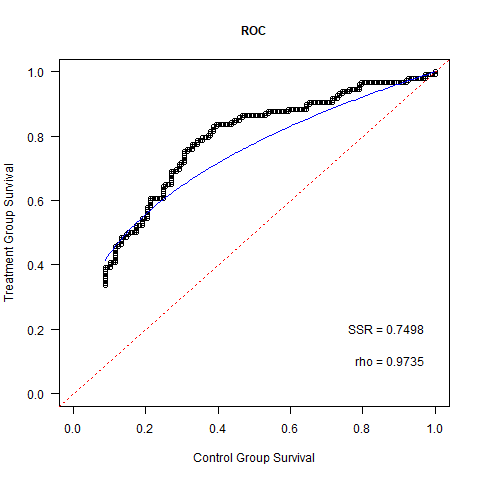 ROC
Treatment Group Survival
1.0
0.8
0.6
0.4
0.2
0.0
SSR = 0.7498
rho = 0.9735
0.0 0.2 0.4 0.6 0.8 1.0
Control Group Survival